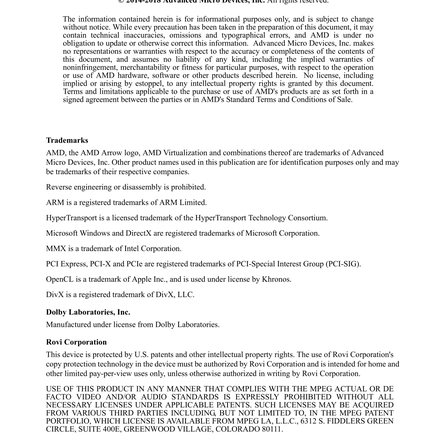 © 2014-2018 Advanced Micro Devices, Inc. All rights reserved.
The information contained herein is for informational purposes only, and is subject to change
without notice. While every precaution has been taken in the preparation of this document, it may
contain technical inaccuracies, omissions and typographical errors, and AMD is under no
obligation to update or otherwise correct this information. Advanced Micro Devices, Inc. makes
no representations or warranties with respect to the accuracy or completeness of the contents of
this document, and assumes no liability of any kind, including the implied warranties of
noninfringement, merchantability or fitness for particular purposes, with respect to the operation
or use of AMD hardware, software or other products described herein. No license, including
implied or arising by estoppel, to any intellectual property rights is granted by this document.
Terms and limitations applicable to the purchase or use of AMD's products are as set forth in a
signed agreement between the parties or in AMD's Standard Terms and Conditions of Sale.
Trademarks
AMD, the AMD Arrow logo, AMD Virtualization and combinations thereof are trademarks of Advanced
Micro Devices, Inc. Other product names used in this publication are for identification purposes only and may
be trademarks of their respective companies.
Reverse engineering or disassembly is prohibited.
ARM is a registered trademark of ARM Limited.
HyperTransport is a licensed trademark of the HyperTransport Technology Consortium.
Microsoft Windows and DirectX are registered trademarks of Microsoft Corporation.
MMX is a trademark of Intel Corporation.
PCI Express, PCI-X and PCIe are registered trademarks of PCI-Special Interest Group (PCI-SIG).
OpenCL is a trademark of Apple Inc., and is used under license by Khronos.
DivX is a registered trademark of DivX, LLC.
Dolby Laboratories, Inc.
Manufactured under license from Dolby Laboratories.
Rovi Corporation
This device is protected by U.S. patents and other intellectual property rights. The use of Rovi Corporation's
copy protection technology in the device must be authorized by Rovi Corporation and is intended for home and
other limited pay-per-view uses only, unless otherwise authorized in writing by Rovi Corporation.
USE OF THIS PRODUCT IN ANY MANNER THAT COMPLIES WITH THE MPEG ACTUAL OR DE
FACTO VIDEO AND/OR AUDIO STANDARDS IS EXPRESSLY PROHIBITED WITHOUT ALL
NECESSARY LICENSES UNDER APPLICABLE PATENTS. SUCH LICENSES MAY BE ACQUIRED
FROM VARIOUS THIRD PARTIES INCLUDING, BUT NOT LIMITED TO, IN THE MPEG PATENT
PORTFOLIO, WHICH LICENSE IS AVAILABLE FROM MPEG LA, L.L.C., 6312 S. FIDDLERS GREEN
CIRCLE, SUITE 400E, GREENWOOD VILLAGE, COLORADO 80111.